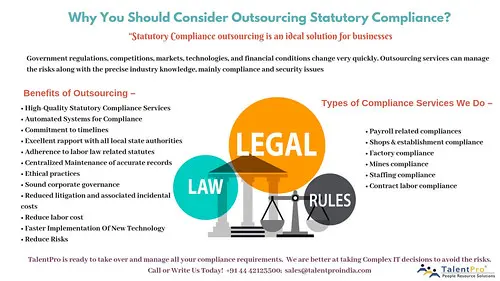 Why You Should Consider Outsourcing Statutory Compliance?
"Statutory Compliance outsourcing is an ideal solution for businesses
Government regulations, competitions, markets, technologies, and financial conditions change very quickly. Outsourcing services can manage
the risks along with the precise industry knowledge, mainly compliance and security issues
Benefits of Outsourcing –
• High-Quality Statutory Compliance Services
• Automated Systems for Compliance
• Commitment to timelines
• Excellent rapport with all local state authorities
• Adherence to labor law related statutes
• Centralized Maintenance of accurate records
• Ethical practices
• Sound corporate governance
• Reduced litigation and associated incidental
costs
• Reduce labor cost
• Faster Implementation Of New Technology
• Reduce Risks
LEGAL
LAW
RULES
Types of Compliance Services We Do –
• Payroll related compliances
• Shops & establishment compliance
• Factory compliance
• Mines compliance
• Staffing compliance
• Contract labor compliance
TalentPro is ready to take over and manage all your compliance requirements. We are better at taking Complex IT decisions to avoid the risks.
Call or Write Us Today! +91 44 42123500; sales@talentproindia.com
TalentPro
People Resource Solutions